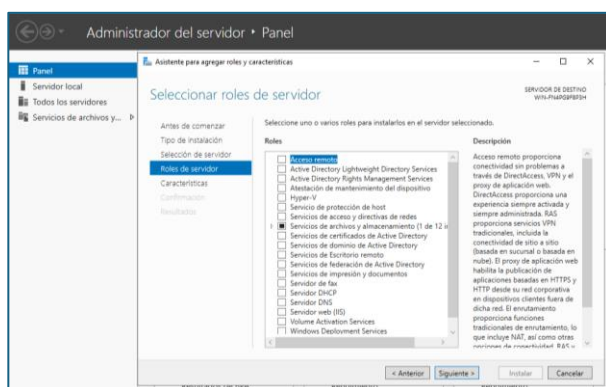 Administrador del servidor • Panel
Panel
Servidor local
Todos los servidores
Servicios de archivos y...
Asistente para agregar roles y características
Seleccionar roles de servidor
SERVIDOR DE DESTINO
Antes de comenzar
Tipo de instalación
Selección de servidor
Roles de servidor
Características
Confirmación
Resultados
Seleccione uno o varios roles para instalarlos en el servidor seleccionado.
Roles
Acceso remoto
Active Directory Lightweight Directory Services
Active Directory Rights Management Services
Atestación de mantenimiento del dispositivo
Hyper-V
Servicio de protección de host
Servicios de acceso y directivas de redes
Servicios de archivos y almacenamiento (1 de 12 in
Servicios de certificados de Active Directory
Servicios de dominio de Active Directory
Servicios de Escritorio remoto
Servicios de federación de Active Directory
Servicios de impresión y documentos
Servidor de fax
Servidor DHCP
Servidor DNS
Servidor web (IIS)
Volume Activation Services
Windows Deployment Services
Descripción
Acceso remoto proporciona
conectividad sin problemas a
través de DirectAccess, VPN y el
proxy de aplicación web.
DirectAccess proporciona una
experiencia siempre activada y
siempre administrada. RAS
proporciona servicios VPN
tradicionales, incluida la
conectividad de sitio a sitio
(basada en sucursal o basada en
nube). El proxy de aplicación web
habilita la publicación de
aplicaciones basadas en HTTPS y
HTTP desde su red corporativa
en dispositivos clientes fuera de
dicha red. El enrutamiento
proporciona funciones
tradicionales de enrutamiento, lo
que incluye NAT, así como otras
opciones de conectividad. RAS y
< Anterior
Siguiente >
Instalar
Cancelar